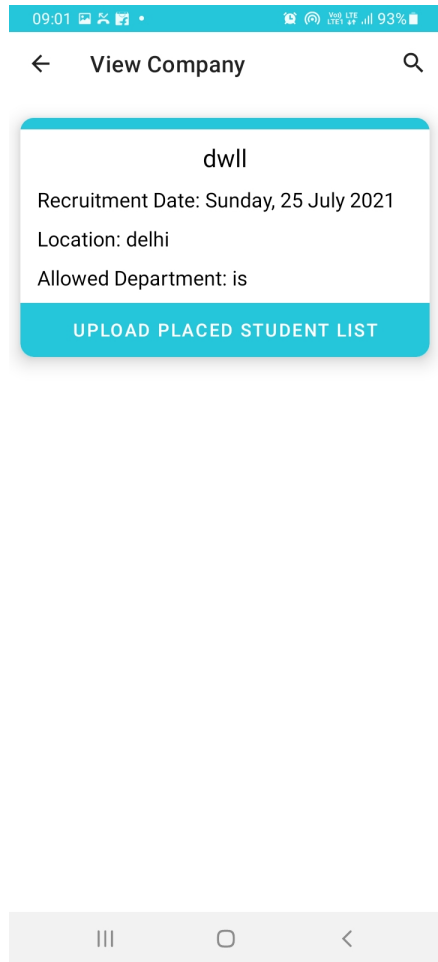 09:01 93%
View Company
dwll
Recruitment Date: Sunday, 25 July 2021
Location: delhi
Allowed Department: is
UPLOAD PLACED STUDENT LIST